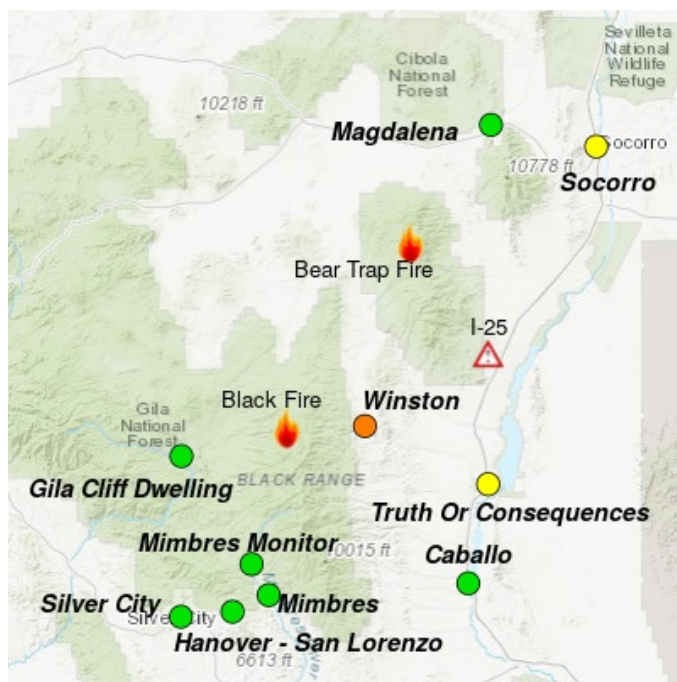 Sevilleta
National
Wildlife
Refuge
Cibola
National
Forest
10218 ft
Magdalena
Socorro
10778 ft
Socorro
Bear Trap Fire
I-25
Black Fire
Winston
Gila
National
Forest
Gila Cliff Dwelling
BLACK RANGE
Truth Or Consequences
Mimbres Monitor
10015 ft
Caballo
Silver City
Mimbres
Silver City
Hanover - San Lorenzo
6613 ft